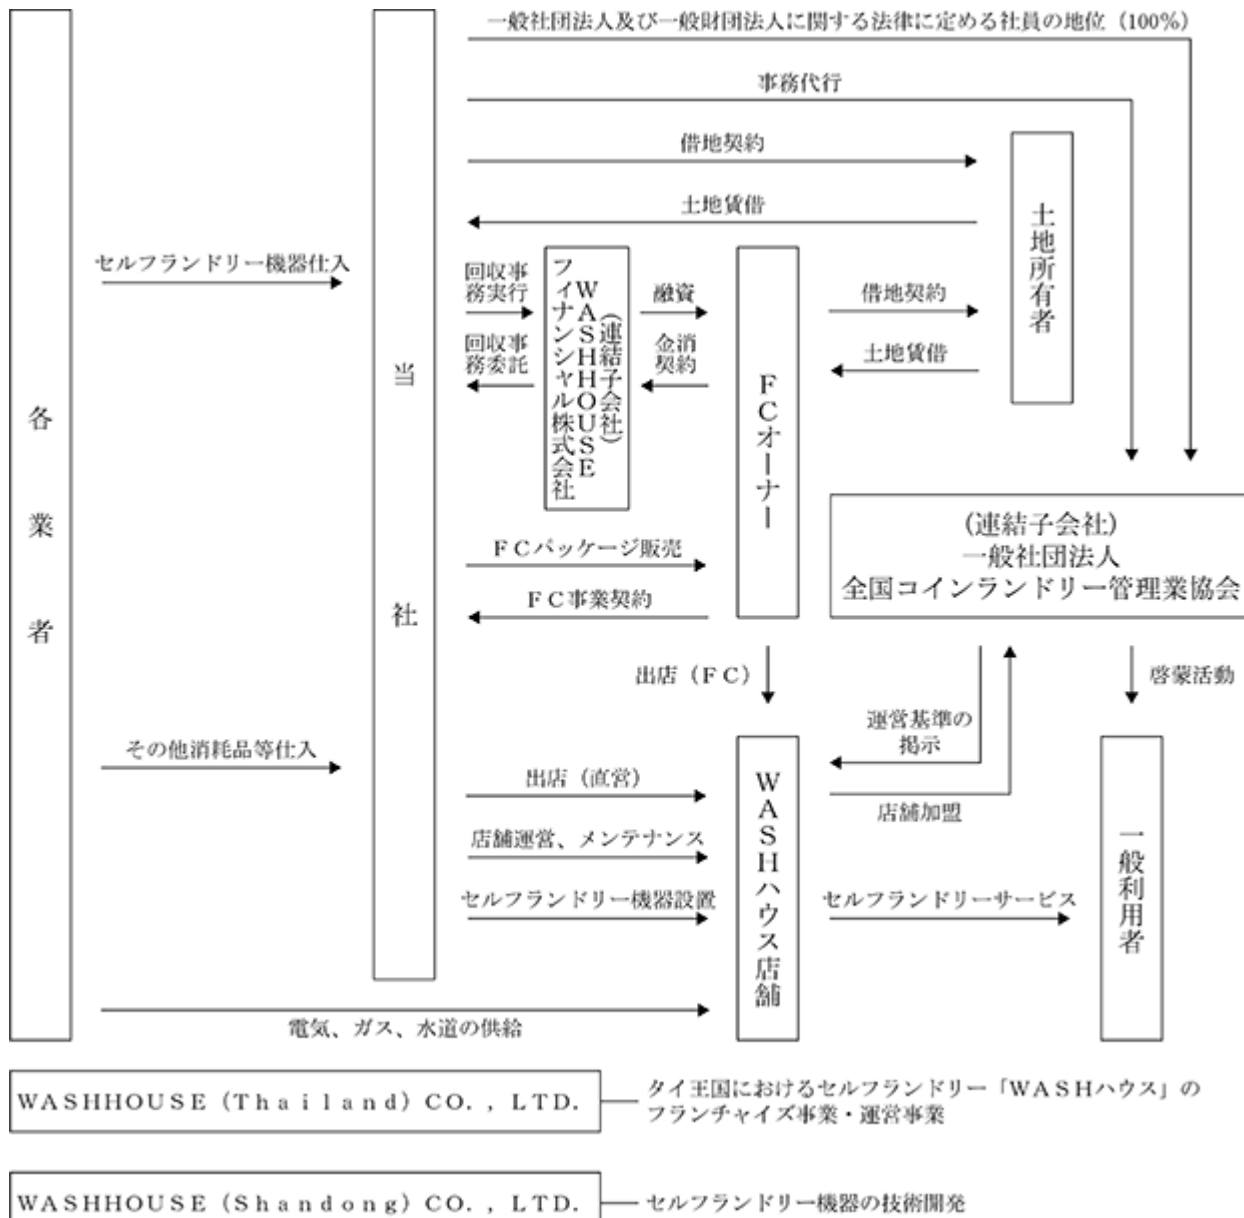 一般社団法人及び一般財団法人に関する法律に定める社員の地位（100％）
事務代行
借地契約
土地賃借
土地所有者
セルフランドリー機器仕入
回収事
務実行
回収事
務委託
（連結子会社）
ＷＡＳＨＨＯＵＳＥ
フィナンシャル株式会社
融資
金消
契約
借地契約
土地賃借
ＦＣオーナー
各業者
当社
ＦＣパッケージ販売
ＦＣ事業契約
(連結子会社)
一般社団法人
全国コインランドリー管理業協会
出店（ＦＣ）
運営基準の
掲示
啓蒙活動
その他消耗品等仕入
出店（直営）
店舗加盟
店舗運営、メンテナンス
セルフランドリー機器設置
ＷＡＳＨハウス店舗
セルフランドリーサービス
一般利用者
電気、ガス、水道の供給
ＷＡＳＨＨＯＵＳＥ（Ｔｈａｉｌａｎｄ）ＣＯ．，ＬＴＤ．
タイ王国におけるセルフランドリー「ＷＡＳＨハウス」の
フランチャイズ事業・運営事業
ＷＡＳＨＨＯＵＳＥ（Ｓｈａｎｄｏｎｇ）ＣＯ．，ＬＴＤ．
セルフランドリー機器の技術開発